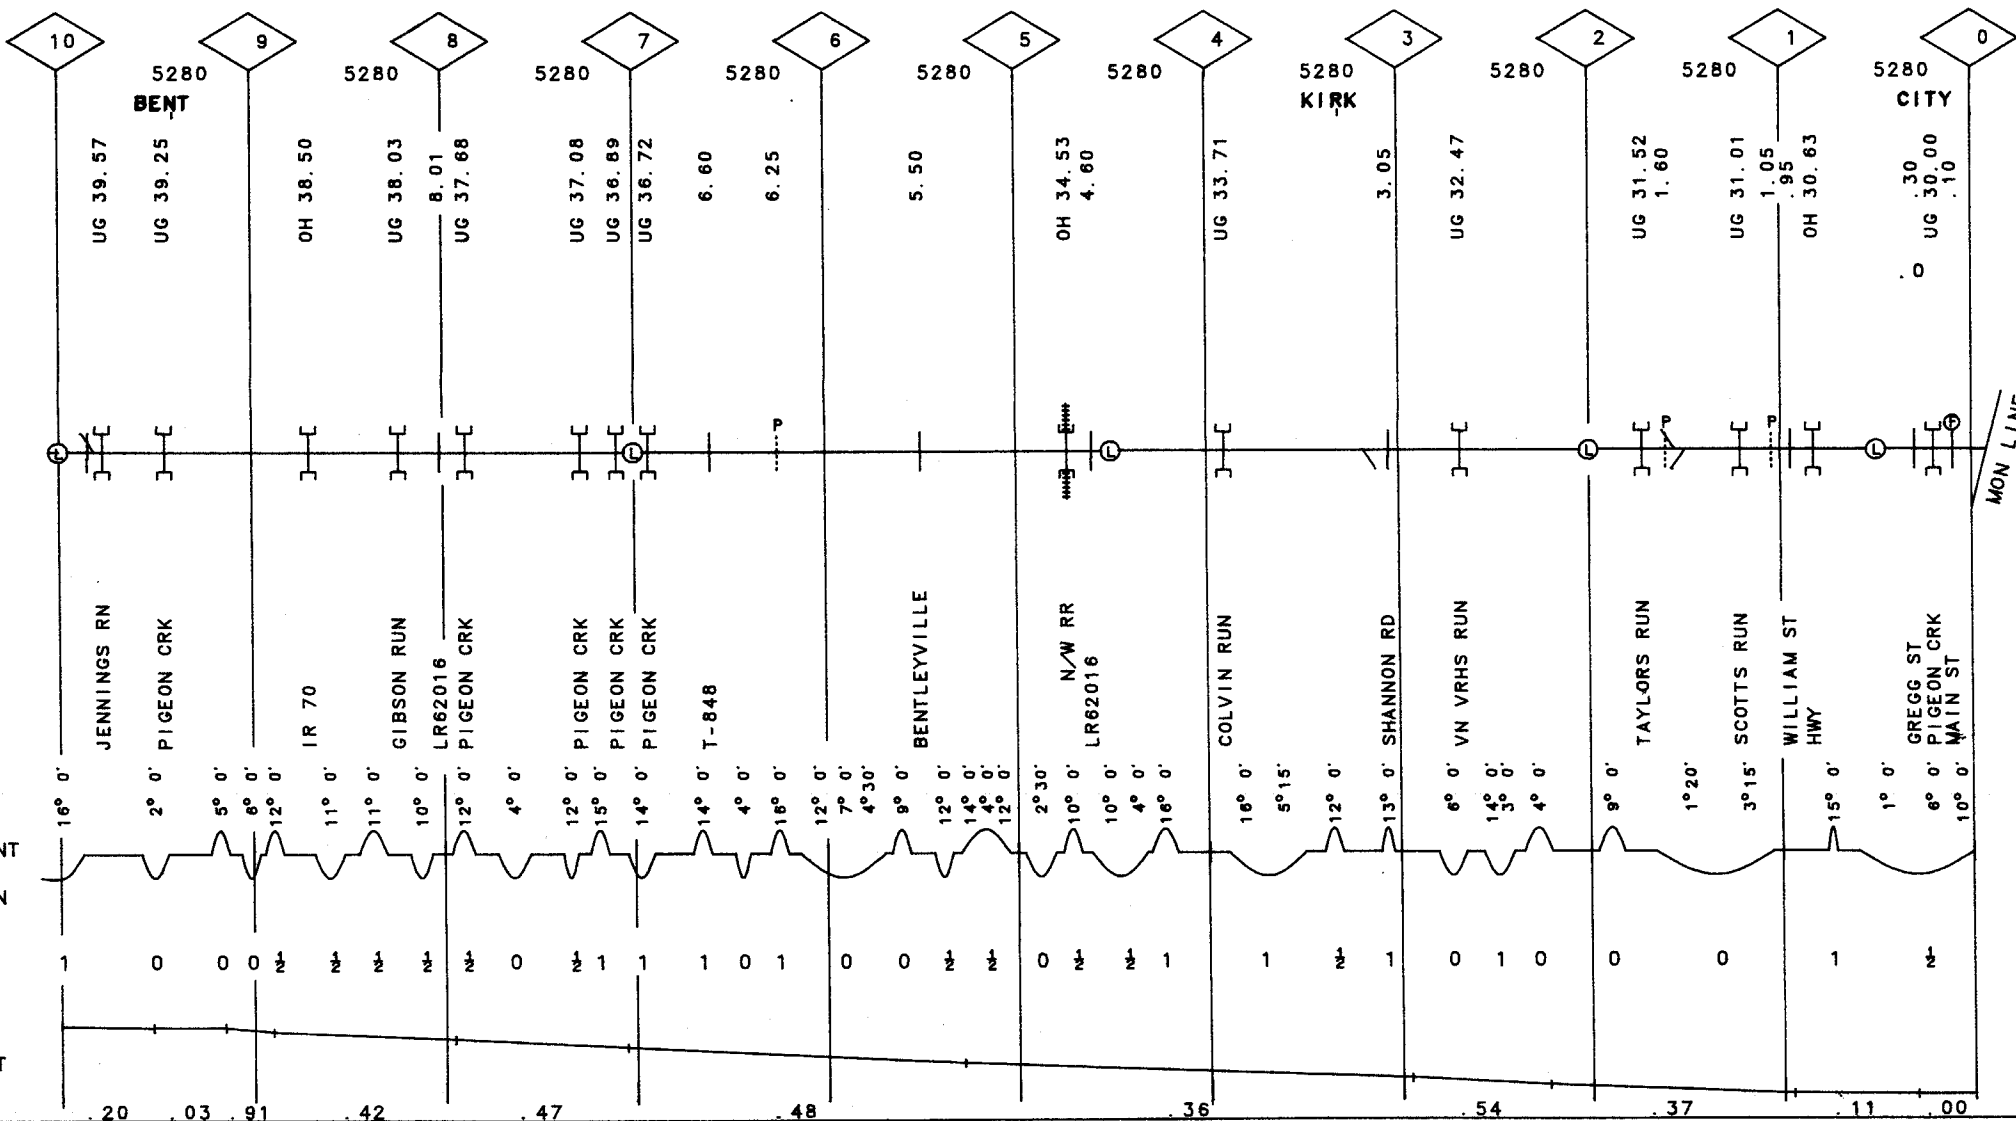 10 9 8 7 6 5 4 3 2 1 0
5280 5280 5280 5280 5280 5280 5280 5280 5280 5280
BENT KIRK CITY
UG 39.57
UG 39.25
OH 38.50
UG 38.03
8.01
UG 37.68
UG 37.08
UG 36.89
UG 36.72
6.60
6.25
5.50
OH 34.53
4.60
UG 33.71
3.05
UG 32.47
UG 31.52
1.60
UG 31.01
1.05
.95
OH 30.63
.30
UG 30.00
.10
.0
P P P
L L L L L F
MON LINE
JENNINGS RN
PIGEON CRK
IR 70
GIBSON RUN
LR62016
PIGEON CRK
PIGEON CRK
PIGEON CRK
PIGEON CRK
T-848
BENTLEYVILLE
N/W RR
LR62016
COLVIN RUN
SHANNON RD
VN VRHS RUN
TAYLORS RUN
SCOTTS RUN
WILLIAM ST
HWY
GREGG ST
PIGEON CRK
MAIN ST
16° 0' 2° 0' 5° 0' 6° 0' 12° 0' 11° 0' 11° 0' 10° 0' 12° 0' 4° 0' 12° 0' 15° 0' 14° 0' 14° 0' 4° 0' 16° 0' 12° 0' 7° 0' 4°30' 9° 0' 12° 0' 14° 0' 4° 0' 12° 0' 2°30' 10° 0' 10° 0' 4° 0' 16° 0' 16° 0' 5°15' 12° 0' 13° 0' 6° 0' 14° 0' 3° 0' 4° 0' 9° 0' 1°20' 3°15' 15° 0' 1° 0' 6° 0' 10° 0'
NT
N
1 0 0 0 ½ ½ ½ ½ ½ 0 ½ 1 1 1 0 1 0 0 ½ ½ 0 ½ ½ 1 1 ½ 1 0 1 0 0 0 1 ½
T
.20 .03 .91 .42 .47 .48 .36 .54 .37 .11 .00